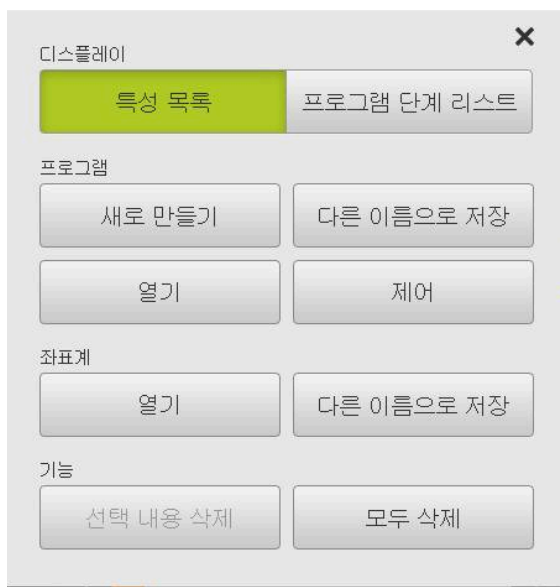 디스플레이
특성 목록 프로그램 단계 리스트
프로그램
새로 만들기 다른 이름으로 저장
열기 제어
좌표계
열기 다른 이름으로 저장
기능
선택 내용 삭제 모두 삭제